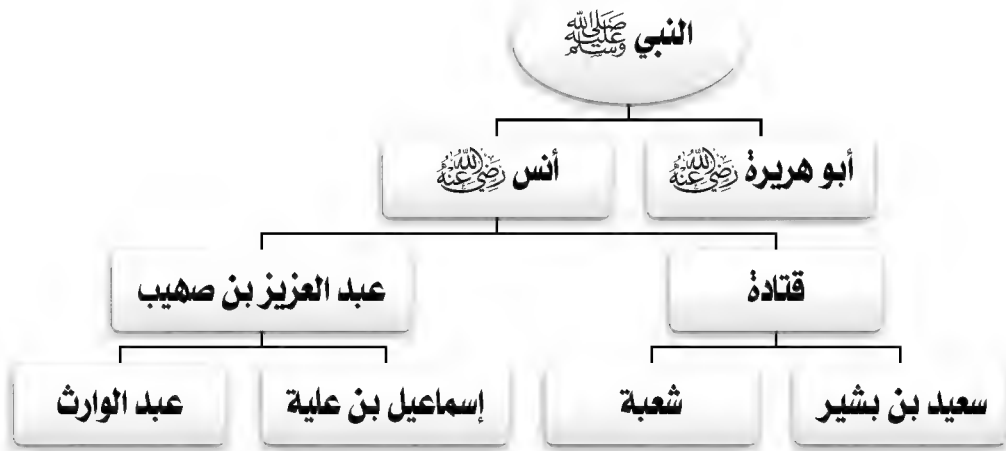 النبي ﷺ
أبو هريرة رضي الله عنه
أنس رضي الله عنه
قتادة
عبد العزيز بن صهيب
سعيد بن بشير
شعبة
إسماعيل بن علية
عبد الوارث